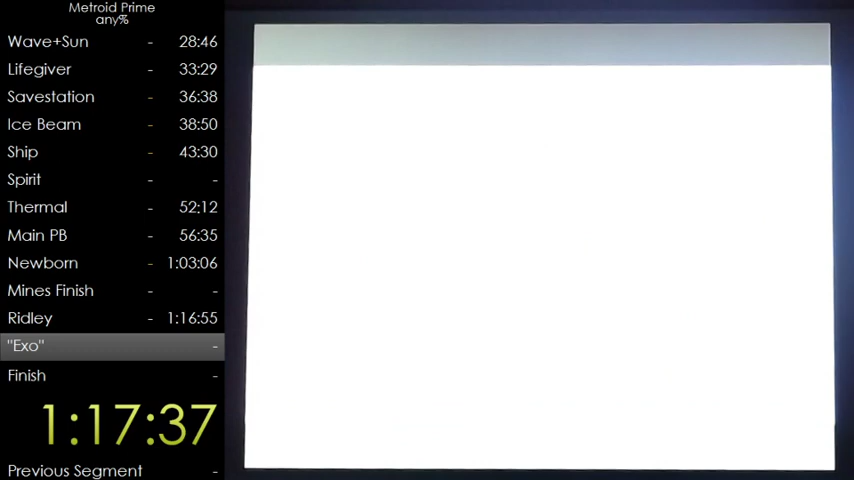 Metroid Prime
any%
Wave+Sun - 28:46
Lifegiver - 33:29
Savestation - 36:38
Ice Beam - 38:50
Ship - 43:30
Spirit - -
Thermal - 52:12
Main PB - 56:35
Newborn - 1:03:06
Mines Finish - -
Ridley - 1:16:55
"Exo" -
Finish -
1:17:37
Previous Segment -